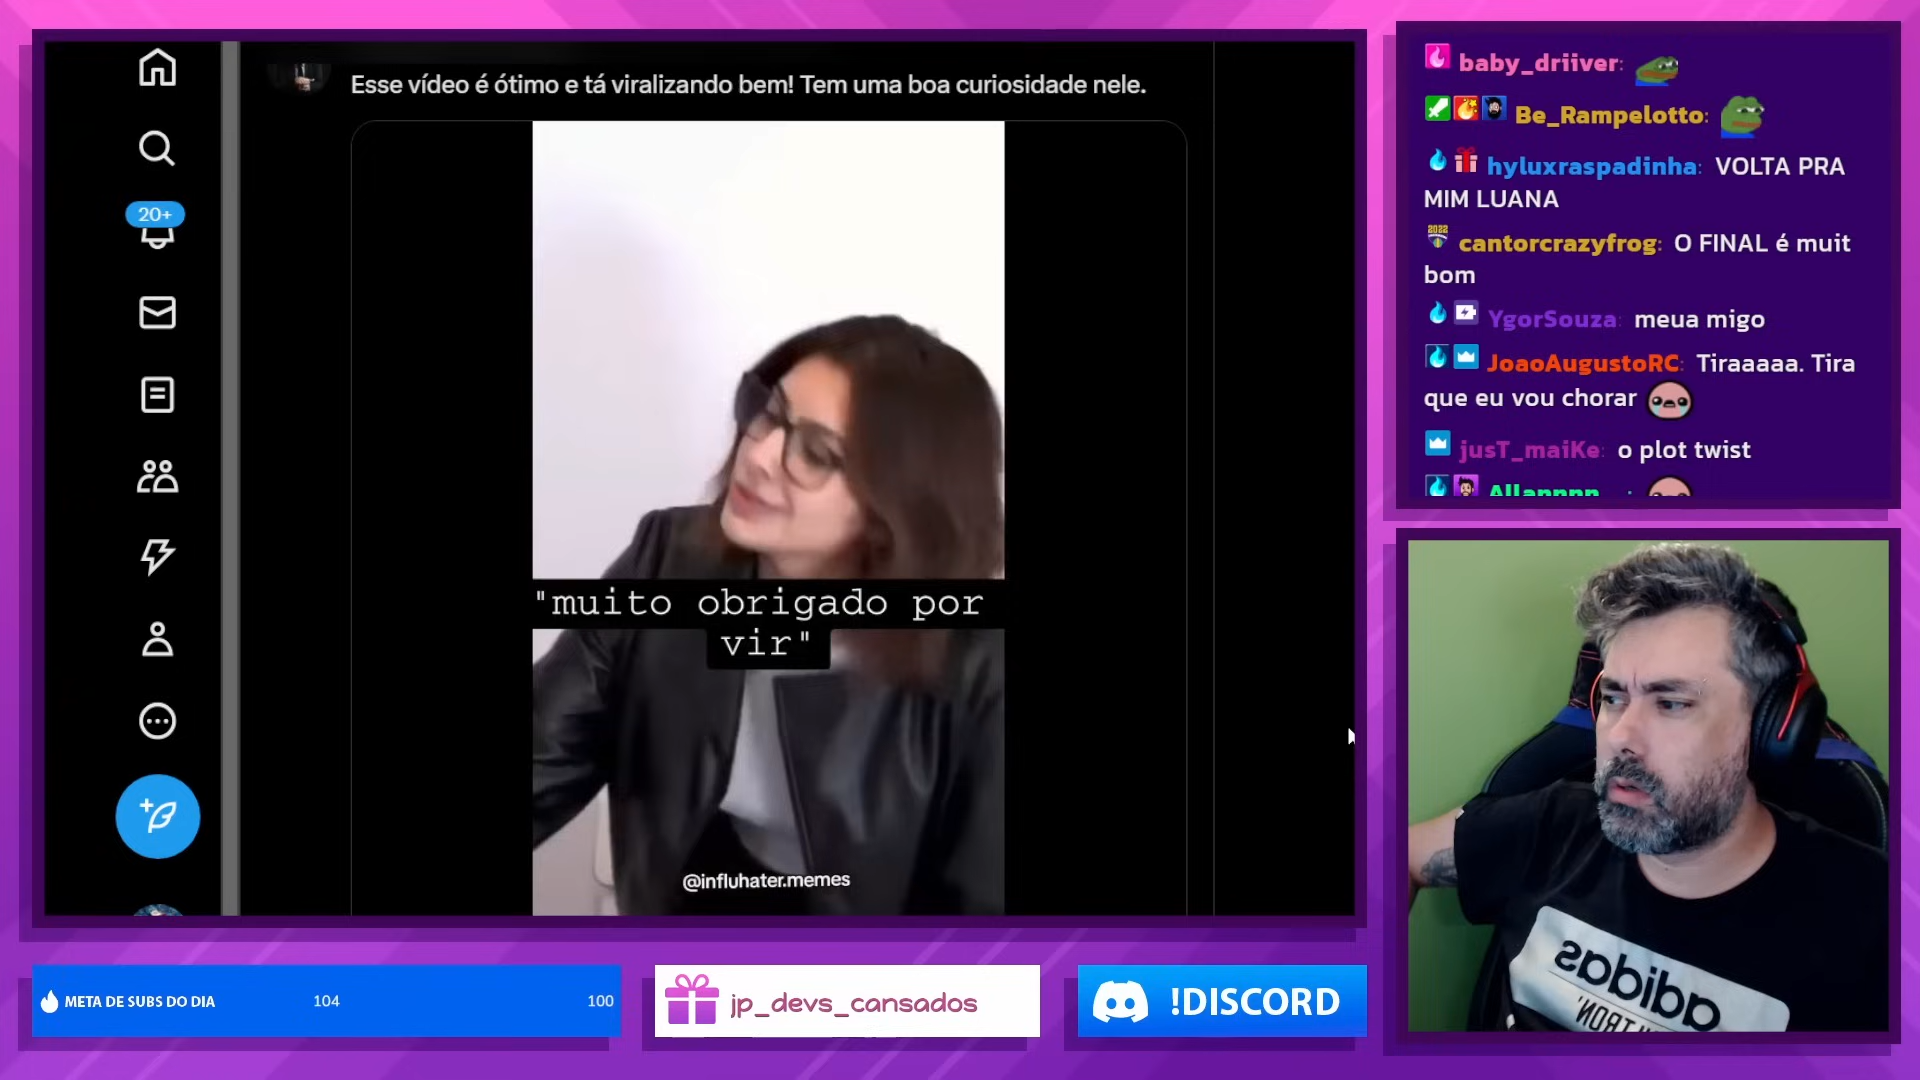 Esse vídeo é ótimo e tá viralizando bem! Tem uma boa curiosidade nele.
20+
"muito obrigado por
vir"
@influhater.memes
baby_driiver:
Be_Rampelotto:
hyluxraspadinha: VOLTA PRA
MIM LUANA
2022
cantorcrazyfrog: O FINAL é muit
bom
YgorSouza: meua migo
JoaoAugustoRC: Tiraaaaa. Tira
que eu vou chorar
jusT_maiKe: o plot twist
adidas
META DE SUBS DO DIA 104 100
jp_devs_cansados
!DISCORD